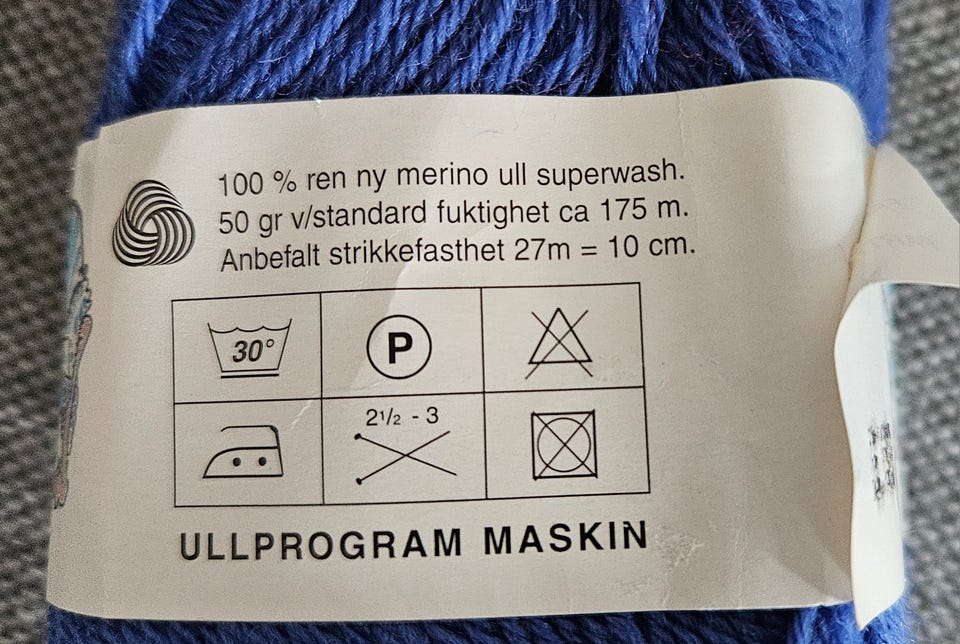 100 % ren ny merino ull superwash.
50 gr v/standard fuktighet ca 175 m.
Anbefalt strikkefasthet 27m = 10 cm.
30°
P
2½ - 3
ULLPROGRAM MASKIN